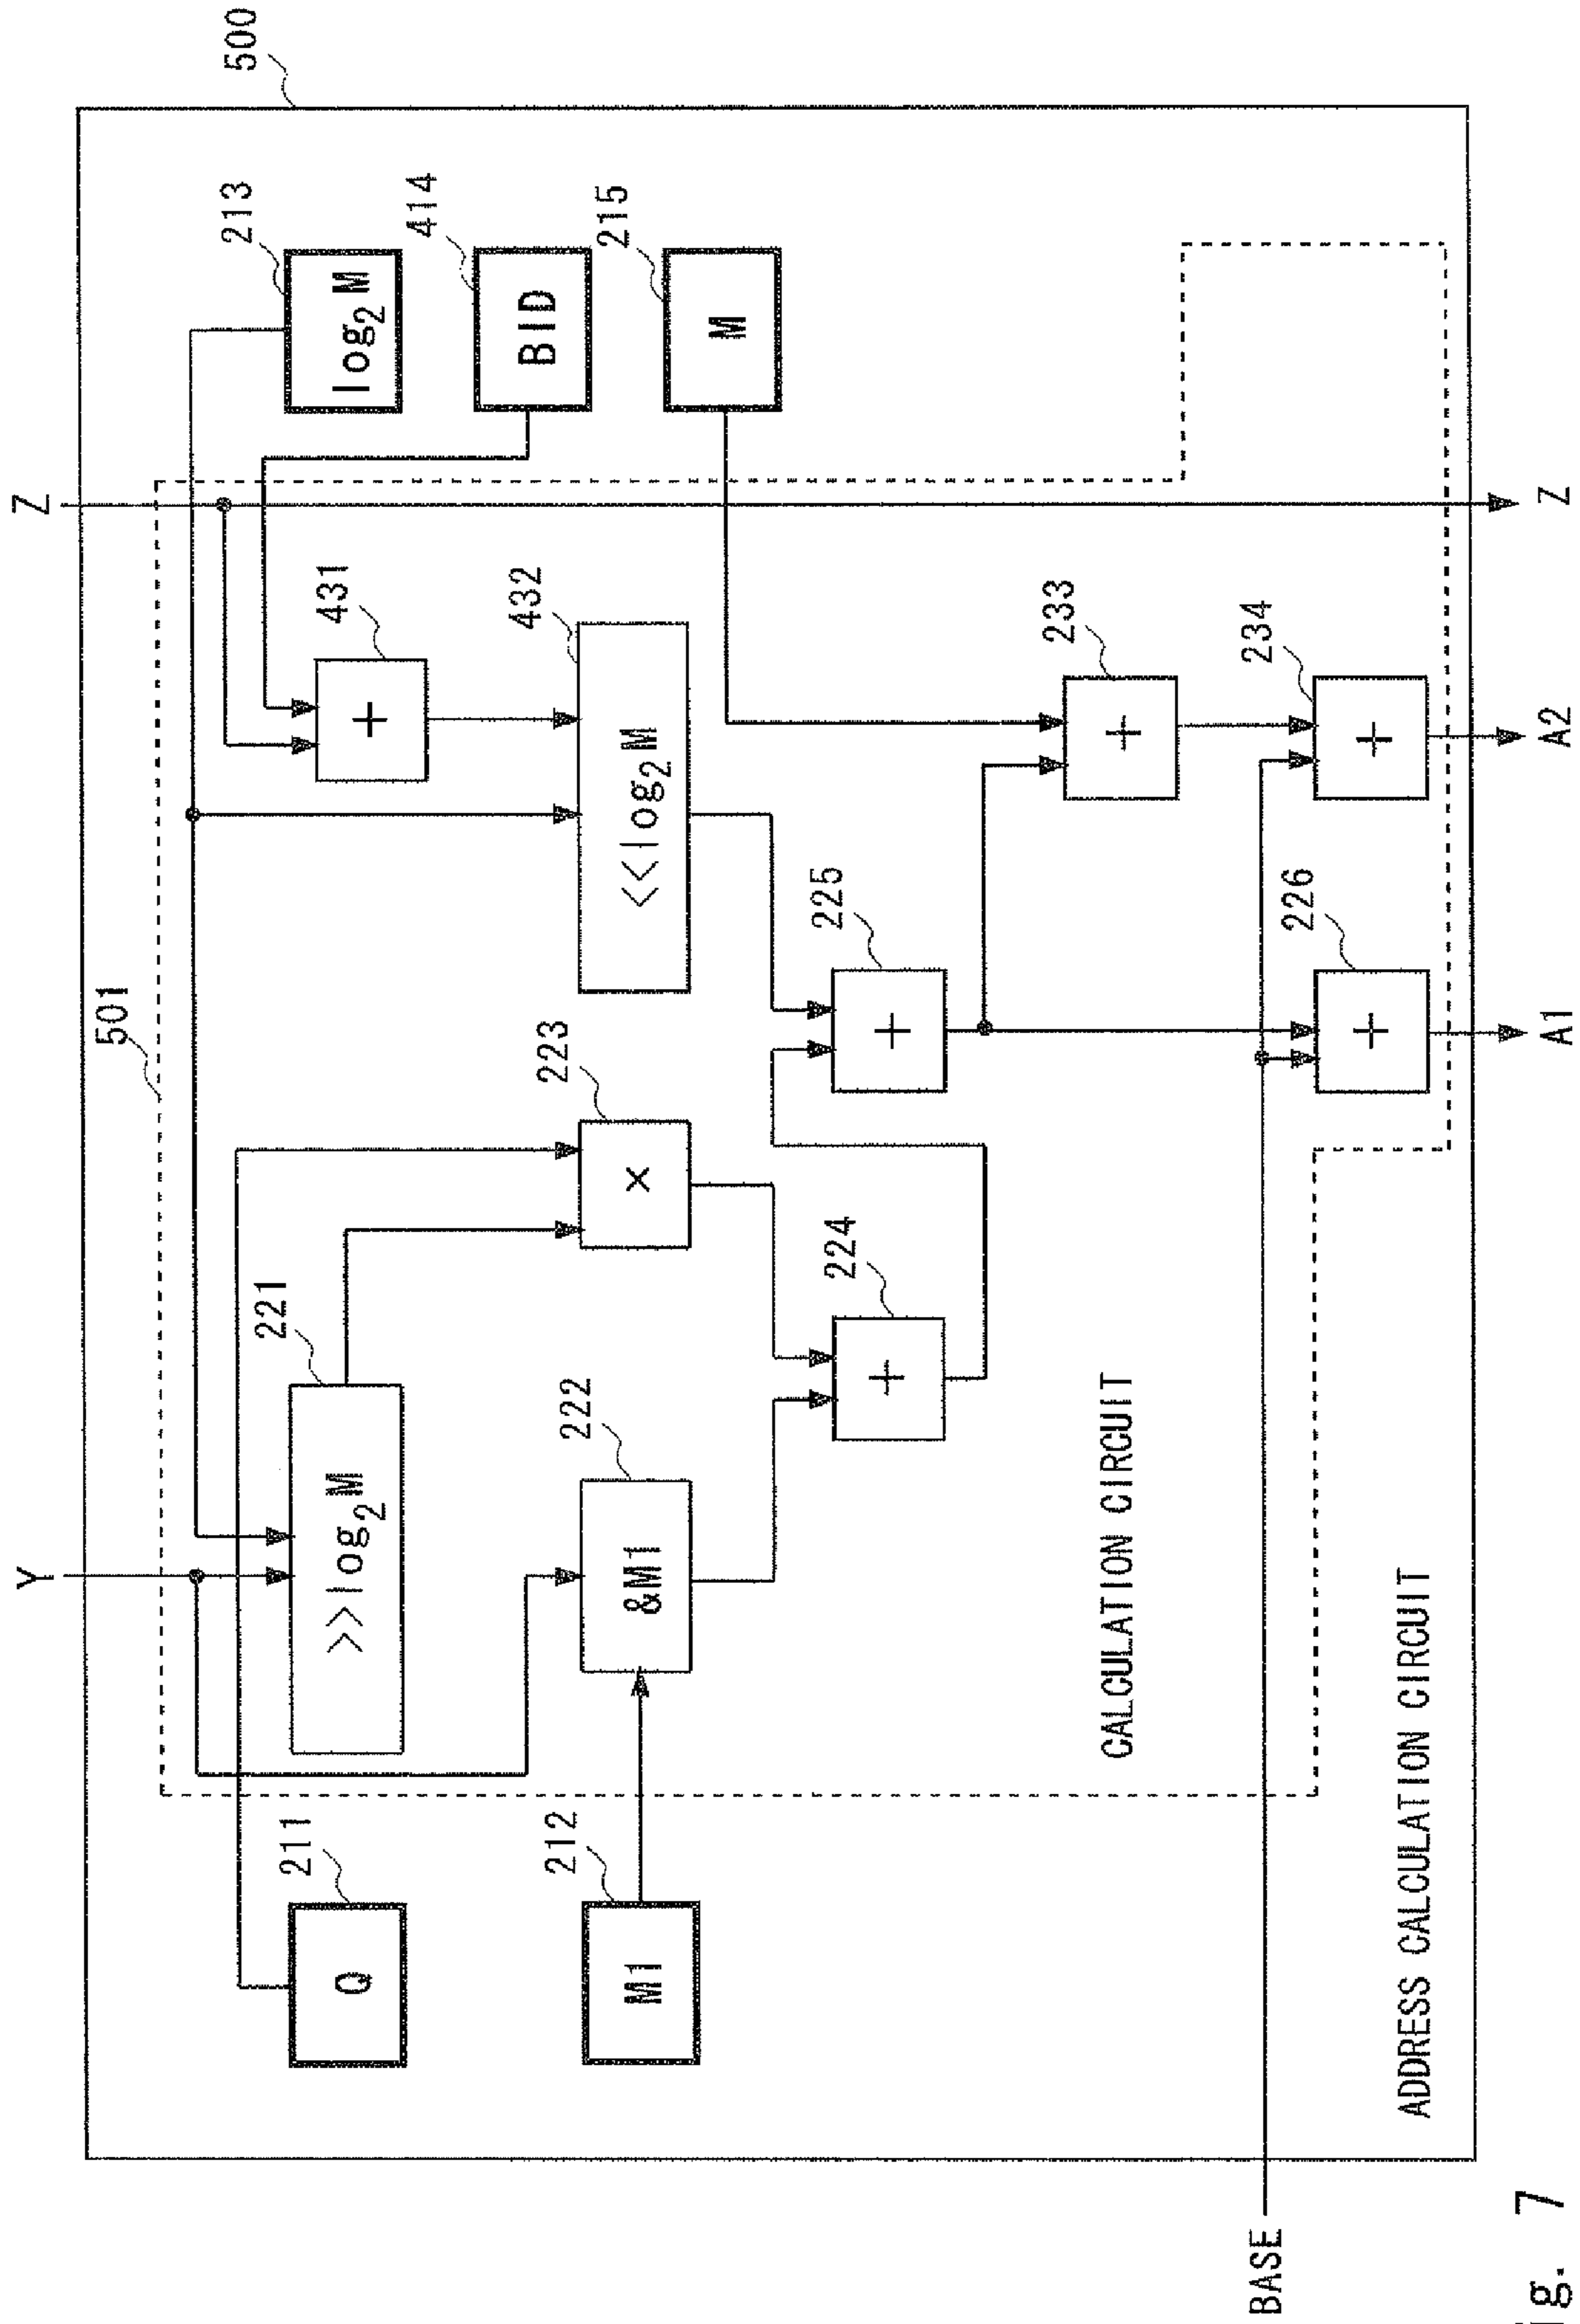 500
Y
Z
501
213
log2M
414
BID
215
M
211
Q
212
M1
221
>>log2M
222
&M1
223
×
431
+
432
<<log2M
224
+
225
+
233
+
234
+
226
+
CALCULATION CIRCUIT
ADDRESS CALCULATION CIRCUIT
BASE
A1
A2
Z
7